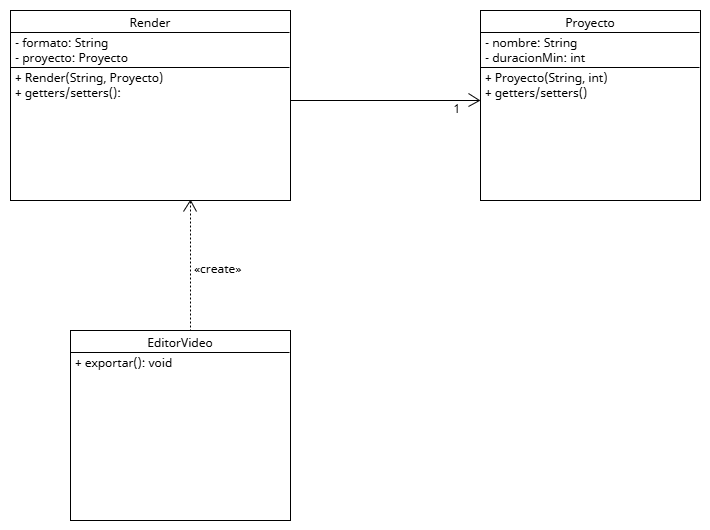 Render
- formato: String
- proyecto: Proyecto
+ Render(String, Proyecto)
+ getters/setters():
Proyecto
- nombre: String
- duracionMin: int
+ Proyecto(String, int)
+ getters/setters()
1
«create»
EditorVideo
+ exportar(): void